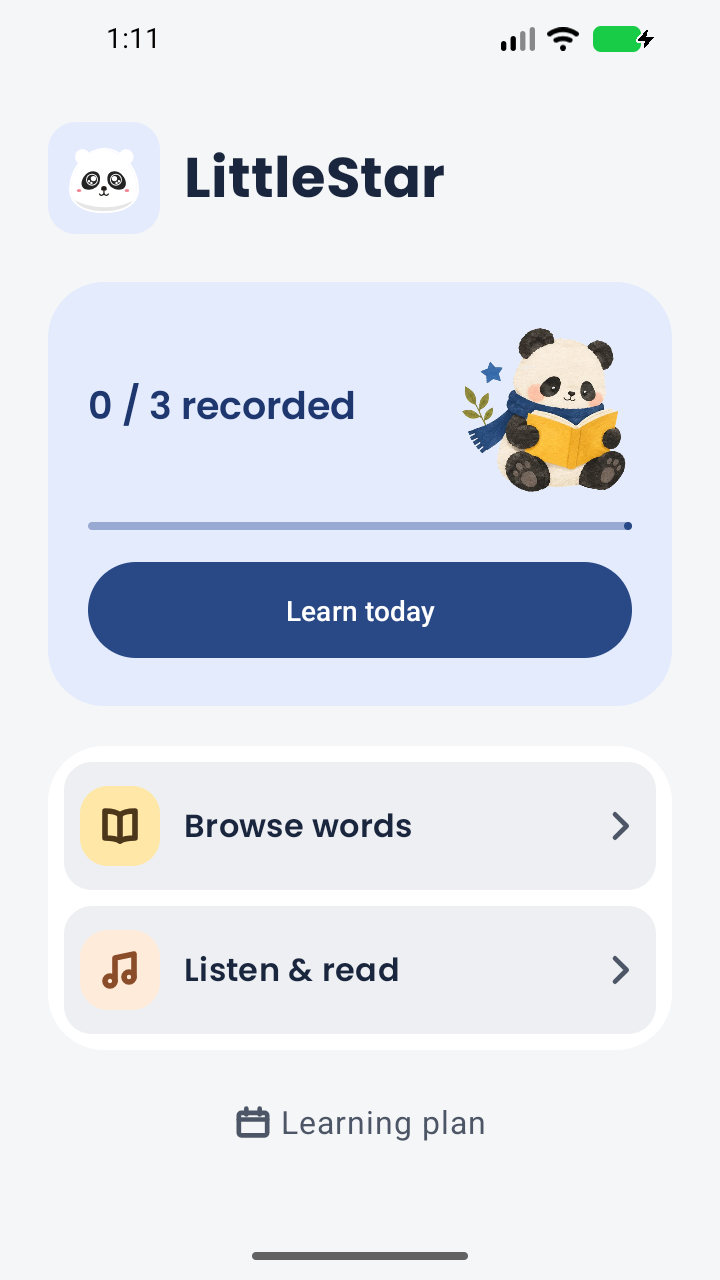 1:11
LittleStar
0 / 3 recorded
Learn today
Browse words
Listen & read
Learning plan